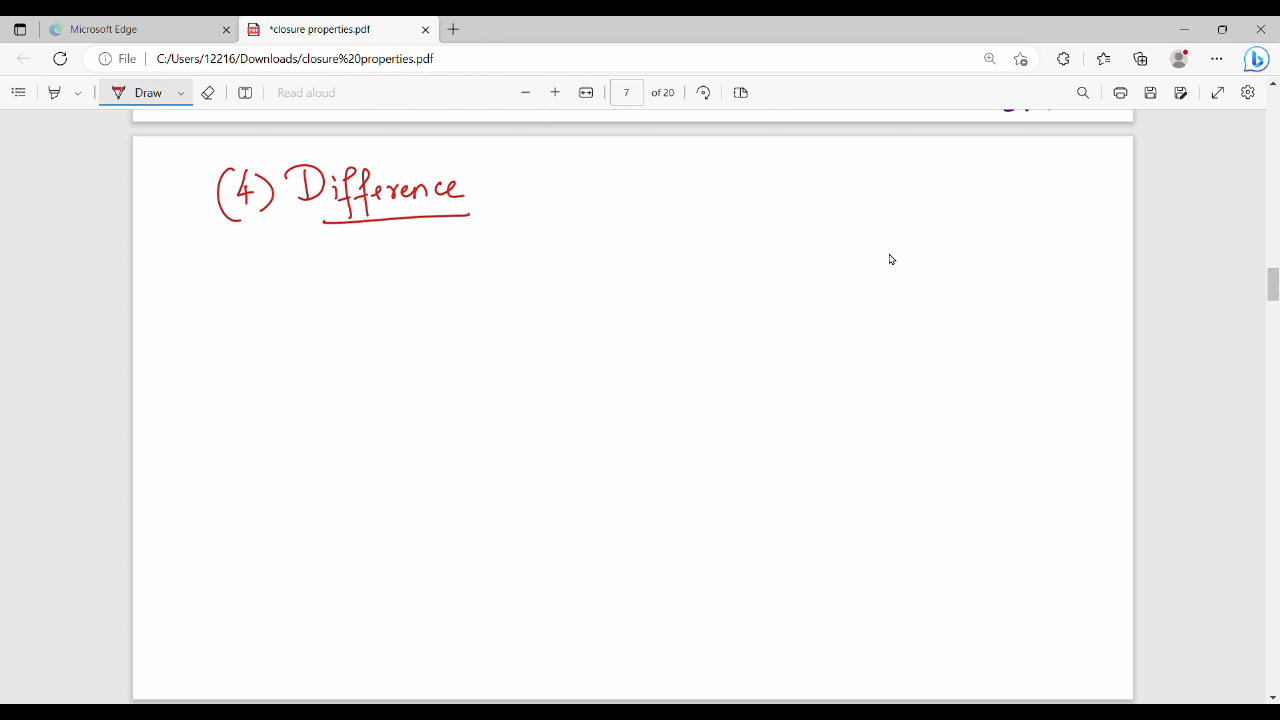 Microsoft Edge
*closure properties.pdf
File
C:/Users/12216/Downloads/closure%20properties.pdf
Draw
Read aloud
7
of 20
(4) Difference